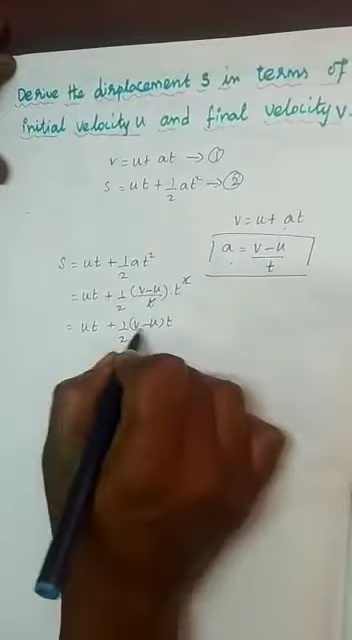 Derive the displacement s in terms of
initial velocity u and final velocity v.
v = u + at → ①
s = ut + 1/2 at² → ②
v = u + at
a = v-u/t
s = ut + 1/2 at²
= ut + 1/2 (v-u/t) . t²
= ut + 1/2 (v-u) t